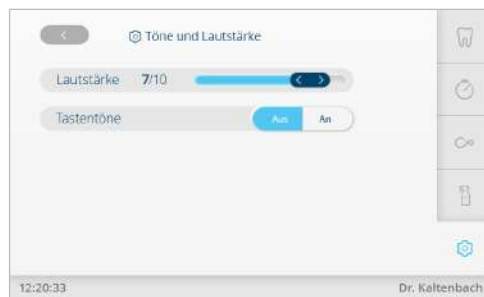 Töne und Lautstärke
Lautstärke 7/10
Tastentöne Aus An
12:20:33 Dr. Kaltenbach